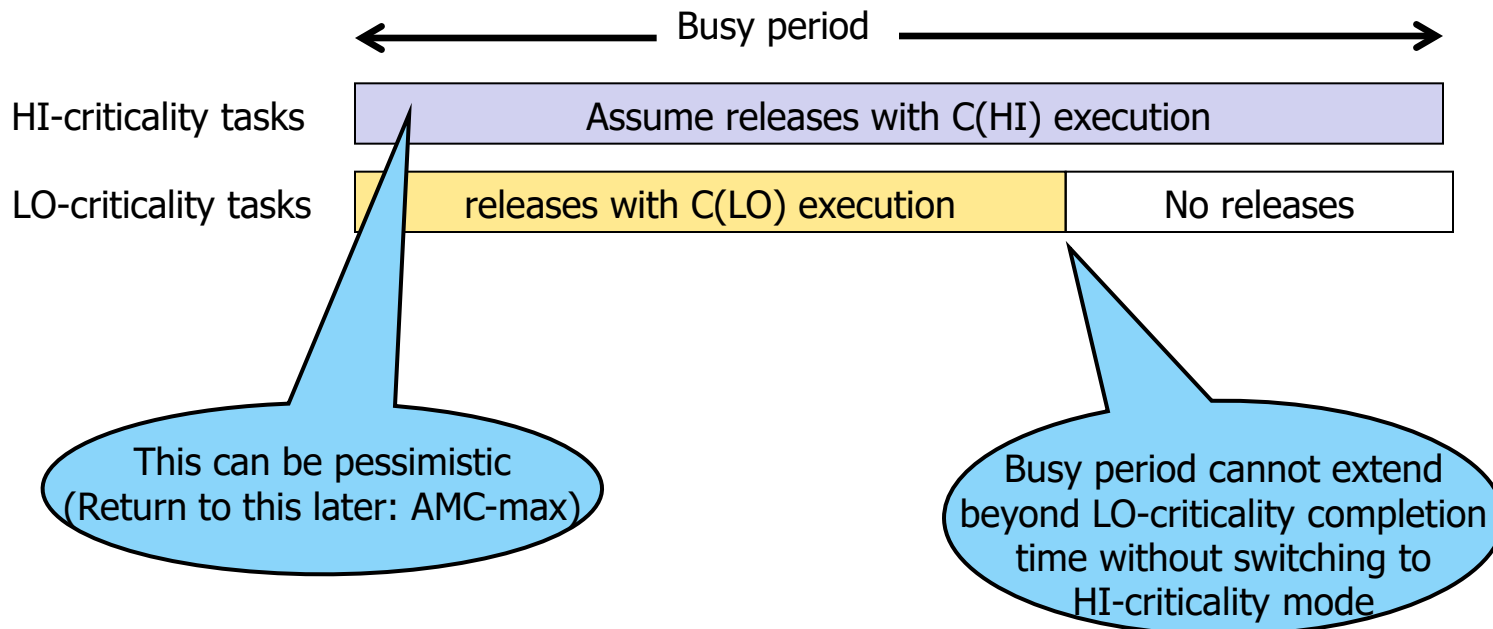 Busy period
HI-criticality tasks
Assume releases with C(HI) execution
LO-criticality tasks
releases with C(LO) execution
No releases
This can be pessimistic
(Return to this later: AMC-max)
Busy period cannot extend
beyond LO-criticality completion
time without switching to
HI-criticality mode